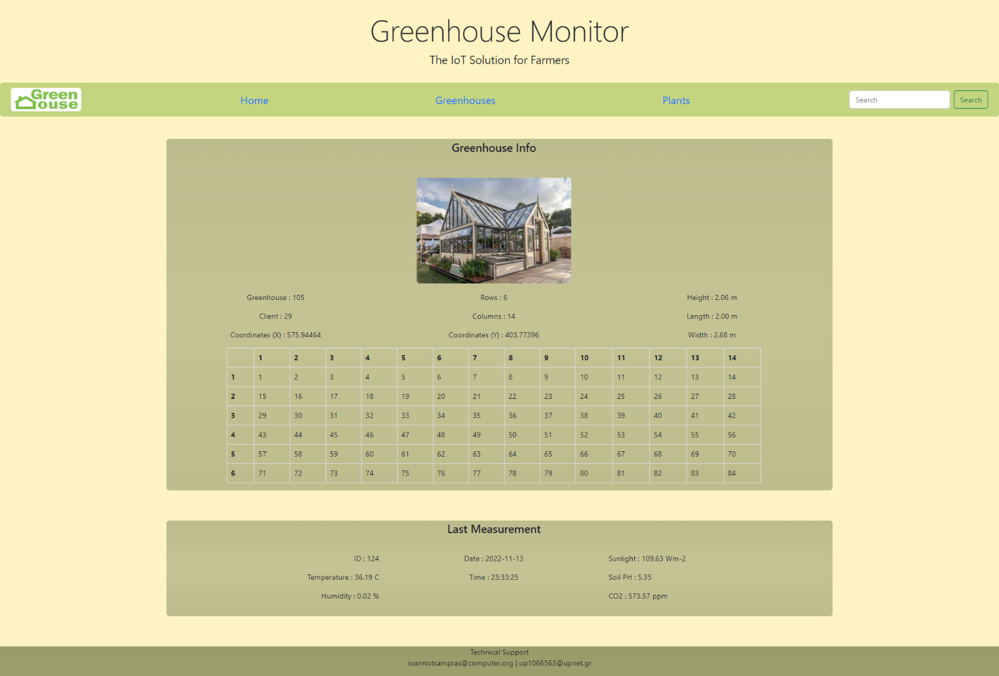 Greenhouse Monitor
The IoT Solution for Farmers
Green House
Home Greenhouses Plants Search Search
Greenhouse Info
Greenhouse : 105 Rows : 6 Height : 2.06 m
Client : 29 Columns : 14 Length : 2.00 m
Coordinates (X) : 575.94464 Coordinates (Y) : 403.77396 Width : 2.68 m
1 2 3 4 5 6 7 8 9 10 11 12 13 14
1 1 2 3 4 5 6 7 8 9 10 11 12 13 14
2 15 16 17 18 19 20 21 22 23 24 25 26 27 28
3 29 30 31 32 33 34 35 36 37 38 39 40 41 42
4 43 44 45 46 47 48 49 50 51 52 53 54 55 56
5 57 58 59 60 61 62 63 64 65 66 67 68 69 70
6 71 72 73 74 75 76 77 78 79 80 81 82 83 84
Last Measurement
ID : 124 Date : 2022-11-13 Sunlight : 109.63 Wm-2
Temperature : 36.19 C Time : 23:33:25 Soil PH : 5.35
Humidity : 0.02 % CO2 : 573.57 ppm
Technical Support
ioannistsampras@computer.org | up1066563@upnet.gr